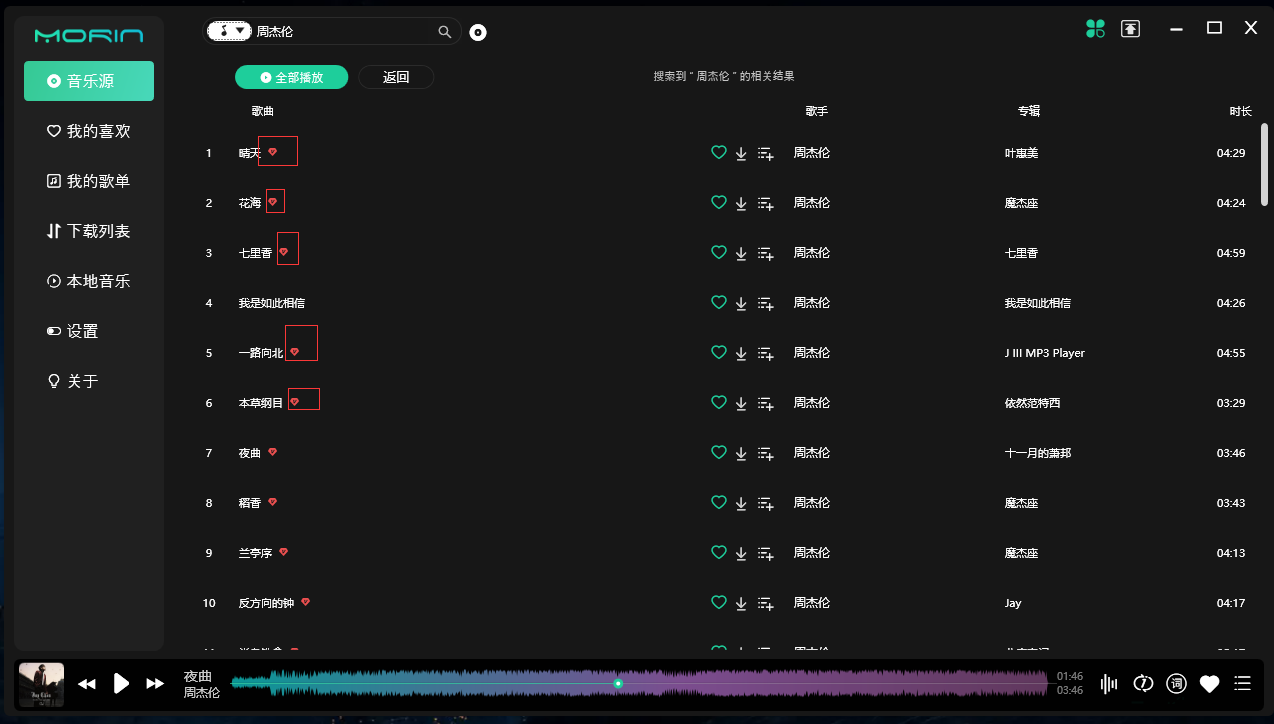 MORIN
周杰伦
音乐源
我的喜欢
我的歌单
下载列表
本地音乐
设置
关于
全部播放 返回 搜索到 " 周杰伦 " 的相关结果
歌曲 歌手 专辑 时长
1 晴天 周杰伦 叶惠美 04:29
2 花海 周杰伦 魔杰座 04:24
3 七里香 周杰伦 七里香 04:59
4 我是如此相信 周杰伦 我是如此相信 04:26
5 一路向北 周杰伦 J III MP3 Player 04:55
6 本草纲目 周杰伦 依然范特西 03:29
7 夜曲 周杰伦 十一月的萧邦 03:46
8 稻香 周杰伦 魔杰座 03:43
9 兰亭序 周杰伦 魔杰座 04:13
10 反方向的钟 周杰伦 Jay 04:17
夜曲
周杰伦
01:46
03:46
词